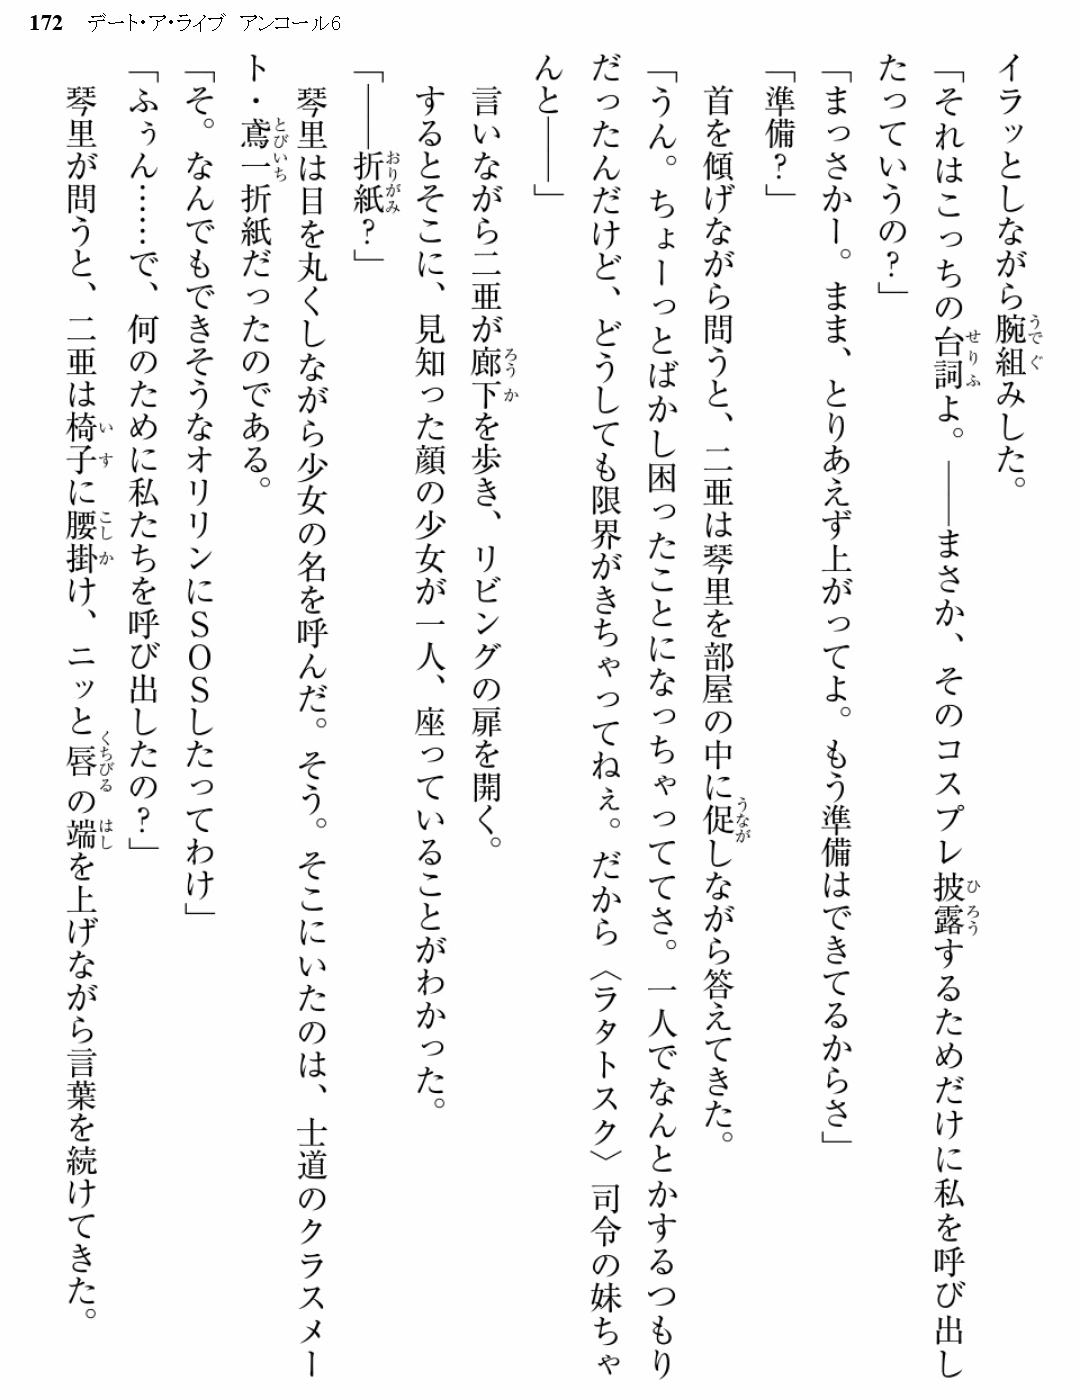 172 デート・ア・ライブ アンコール6
イラッとしながら腕組みした。
「それはこっちの台詞よ。――まさか、そのコスプレ披露するためだけに私を呼び出し
たっていうの？」
「まっさかー。まま、とりあえず上がってよ。もう準備はできてるからさ」
「準備？」
首を傾げながら問うと、二亜は琴里を部屋の中に促しながら答えてきた。
「うん。ちょーっとばかし困ったことになっちゃっててさ。一人でなんとかするつもり
だったんだけど、どうしても限界がきちゃってねぇ。だから〈ラタトスク〉司令の妹ちゃ
んと――」
言いながら二亜が廊下を歩き、リビングの扉を開く。
するとそこに、見知った顔の少女が一人、座っていることがわかった。
「――折紙？」
琴里は目を丸くしながら少女の名を呼んだ。そう。そこにいたのは、士道のクラスメー
ト・鳶一折紙だったのである。
「そ。なんでもできそうなオリリンにＳＯＳしたってわけ」
「ふぅん……で、何のために私たちを呼び出したの？」
琴里が問うと、二亜は椅子に腰掛け、ニッと唇の端を上げながら言葉を続けてきた。